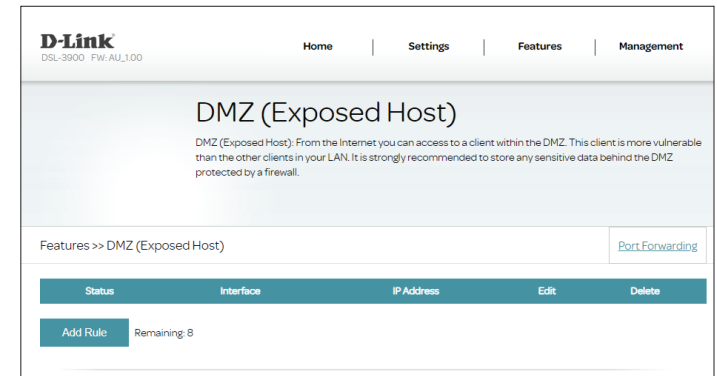 D-Link
DSL-3900 FW: AU_1.00
Home Settings Features Management
DMZ (Exposed Host)
DMZ (Exposed Host): From the Internet you can access to a client within the DMZ. This client is more vulnerable
than the other clients in your LAN. It is strongly recommended to store any sensitive data behind the DMZ
protected by a firewall.
Features >> DMZ (Exposed Host) Port Forwarding
Status Interface IP Address Edit Delete
Add Rule Remaining: 8